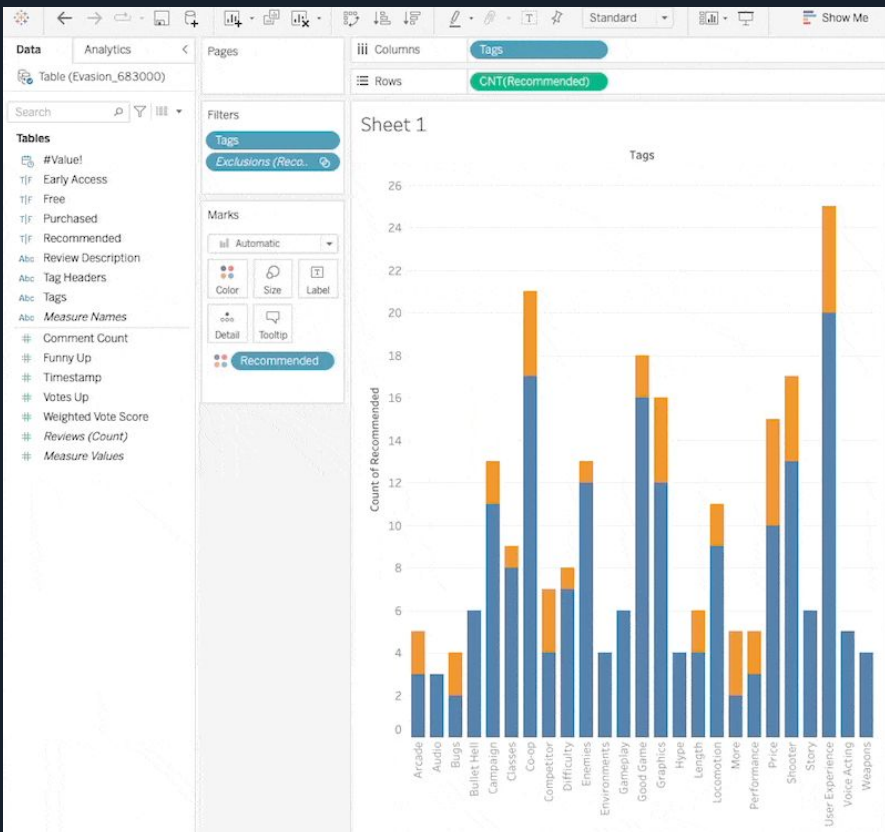 Standard
Show Me
Data
Analytics
Table (Evasion_683000)
Search
Tables
#Value!
T|F Early Access
T|F Free
T|F Purchased
T|F Recommended
Abc Review Description
Abc Tag Headers
Abc Tags
Abc Measure Names
# Comment Count
# Funny Up
# Timestamp
# Votes Up
# Weighted Vote Score
# Reviews (Count)
# Measure Values
Pages
Filters
Tags
Exclusions (Reco..
Marks
Automatic
Color
Size
Label
Detail
Tooltip
Recommended
Columns
Tags
Rows
CNT(Recommended)
Sheet 1
Tags
Count of Recommended
26
24
22
20
18
16
14
12
10
8
6
4
2
0
Arcade
Audio
Bugs
Bullet Hell
Campaign
Classes
Co-op
Competitor
Difficulty
Enemies
Environments
Gameplay
Good Game
Graphics
Hype
Length
Locomotion
More
Performance
Price
Shooter
Story
User Experience
Voice Acting
Weapons